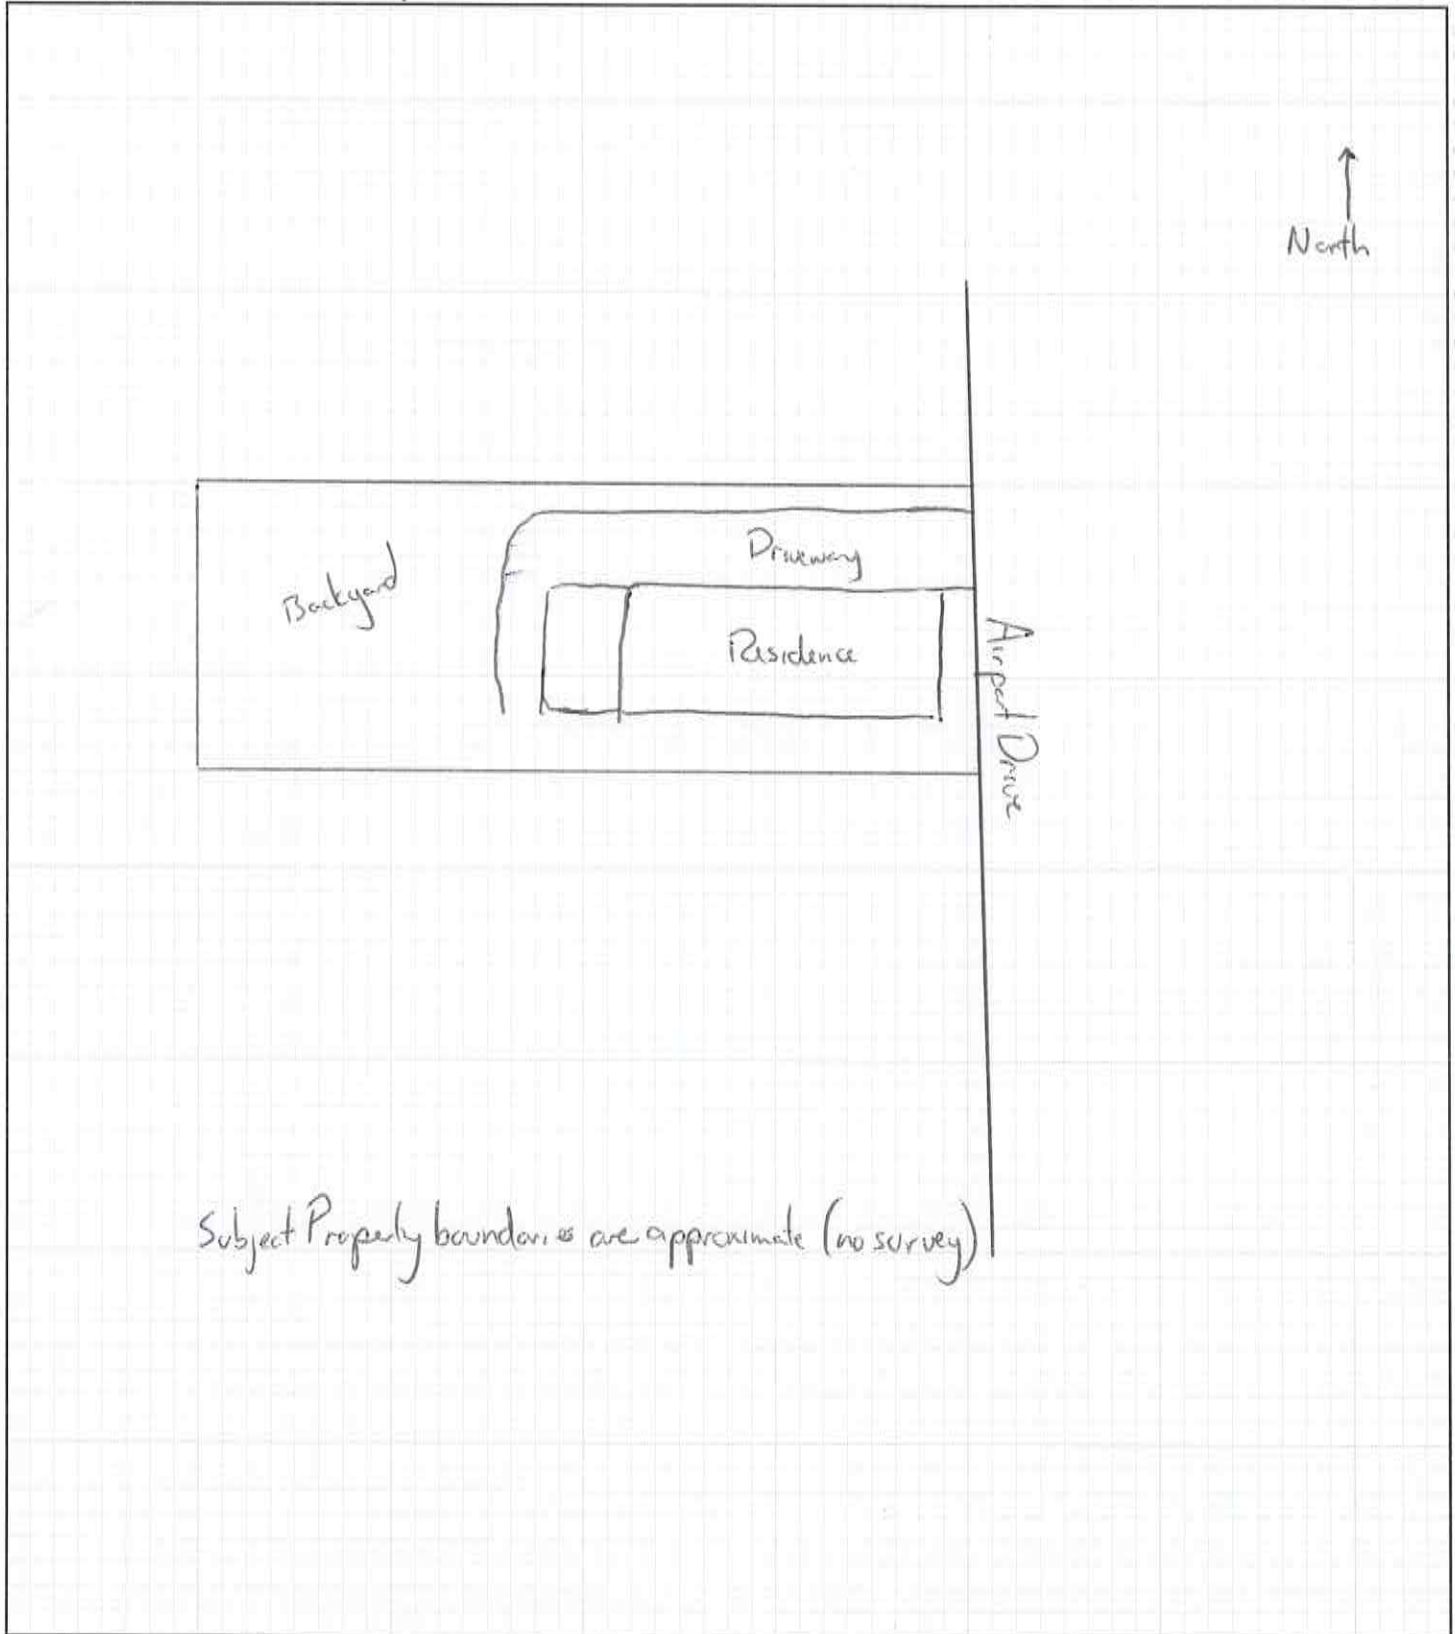 North
Driveway
Backyard
Residence
Airport Drive
Subject Property boundaries are approximate (no survey)